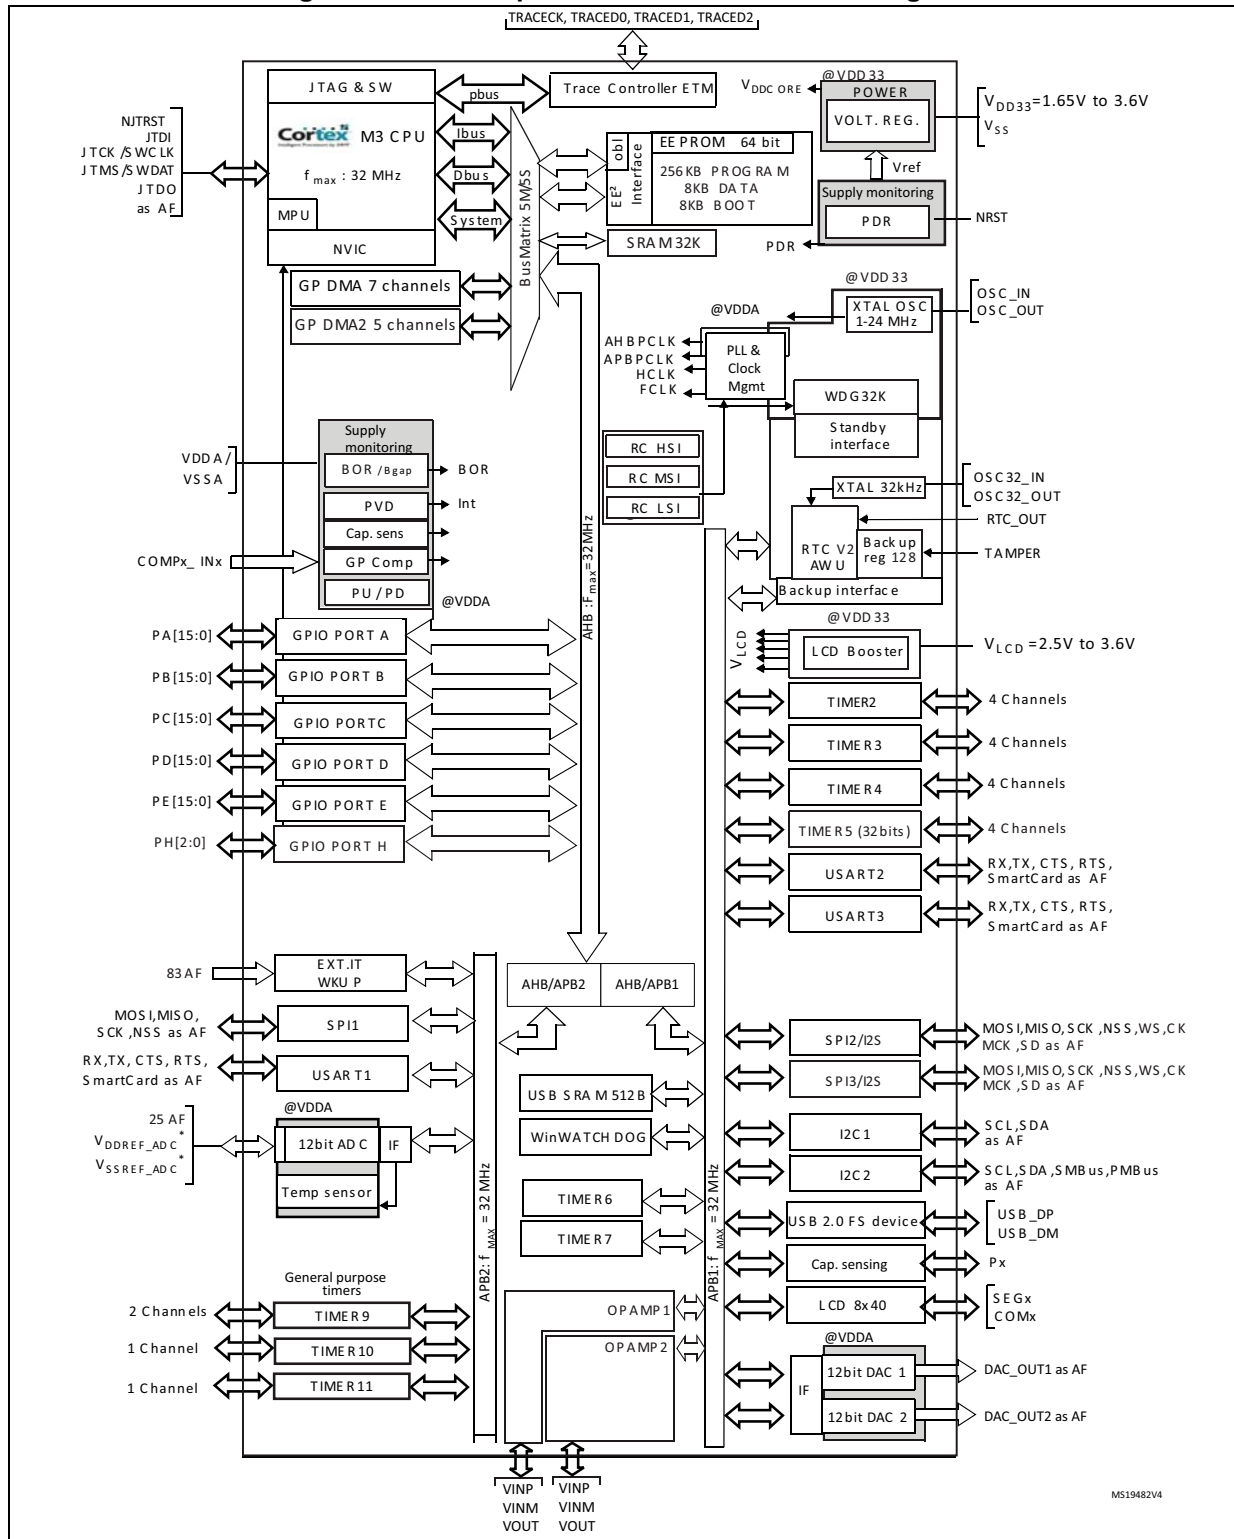 TRACECK, TRACED0, TRACED1, TRACED2
JTAG & SW
pbus
Trace Controller ETM
VDDCORE
@VDD33
POWER
VOLT. REG.
VDD33=1.65V to 3.6V
VSS
NJTRST
JTDI
JTCK/SWCLK
JTMS/SWDAT
JTDO
as AF
Cortex M3 CPU
fmax : 32 MHz
MPU
NVIC
Ibus
Dbus
System
BusMatrix 5M/5S
obl
EE² Interface
EEPROM 64 bit
256KB PROGRAM
8KB DATA
8KB BOOT
SRAM 32K
Vref
Supply monitoring
PDR
NRST
PDR
GP DMA 7 channels
GP DMA2 5 channels
@VDD33
@VDDA
XTAL OSC
1-24 MHz
OSC_IN
OSC_OUT
AHBPCLK
APBPCLK
HCLK
FCLK
PLL &
Clock
Mgmt
WDG32K
Standby
interface
RC HSI
RC MSI
RC LSI
Supply
monitoring
VDDA/
VSSA
BOR /Bgap
BOR
PVD
Int
Cap. sens
COMPx_INx
GP Comp
PU / PD
@VDDA
XTAL 32kHz
OSC32_IN
OSC32_OUT
RTC_OUT
RTC V2
AWU
Backup
reg 128
TAMPER
Backup interface
AHB :Fmax=32MHz
@VDD33
VLCD
LCD Booster
VLCD =2.5V to 3.6V
PA[15:0]
GPIO PORT A
PB[15:0]
GPIO PORT B
PC[15:0]
GPIO PORTC
PD[15:0]
GPIO PORT D
PE[15:0]
GPIO PORT E
PH[2:0]
GPIO PORT H
TIMER2
4 Channels
TIMER3
4 Channels
TIMER4
4 Channels
TIMER5 (32bits)
4 Channels
USART2
RX,TX, CTS, RTS,
SmartCard as AF
USART3
RX,TX, CTS, RTS,
SmartCard as AF
83AF
EXT.IT
WKUP
AHB/APB2
AHB/APB1
MOSI,MISO,
SCK,NSS as AF
SPI1
RX,TX, CTS, RTS,
SmartCard as AF
USART1
SPI2/I2S
MOSI,MISO,SCK,NSS,WS,CK
MCK,SD as AF
SPI3/I2S
MOSI,MISO,SCK,NSS,WS,CK
MCK,SD as AF
USB SRAM 512B
WinWATCHDOG
@VDDA
25 AF
VDDREF_ADC*
VSSREF_ADC*
12bit ADC
IF
Temp sensor
I2C1
SCL,SDA
as AF
I2C2
SCL,SDA,SMBus,PMBus
as AF
TIMER6
TIMER7
APB2: fMAX = 32 MHz
APB1: fMAX = 32 MHz
USB 2.0 FS device
USB_DP
USB_DM
Cap. sensing
Px
LCD 8x40
SEGx
COMx
General purpose
timers
2 Channels
TIMER9
1 Channel
TIMER10
1 Channel
TIMER11
OPAMP1
OPAMP2
@VDDA
IF
12bit DAC 1
DAC_OUT1 as AF
12bit DAC 2
DAC_OUT2 as AF
VINP
VINM
VOUT
VINP
VINM
VOUT
MS19482V4